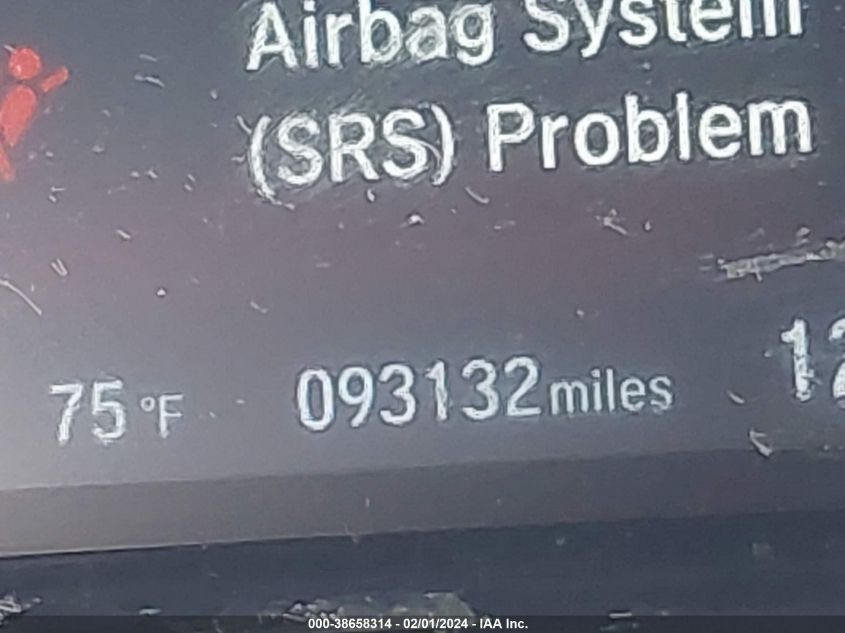 Airbag System
(SRS) Problem
75 °F 093132 miles
000-38658314 - 02/01/2024 - IAA Inc.